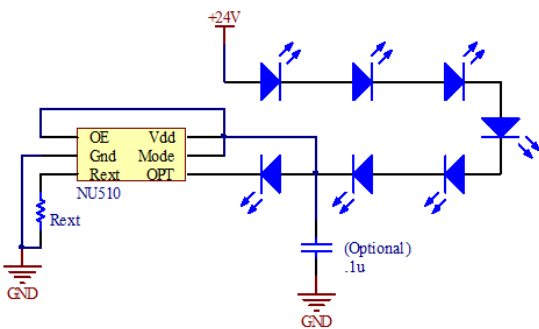 +24V
OE Vdd
Gnd Mode
Rext OPT
NU510
Rext
(Optional)
.1u
GND
GND